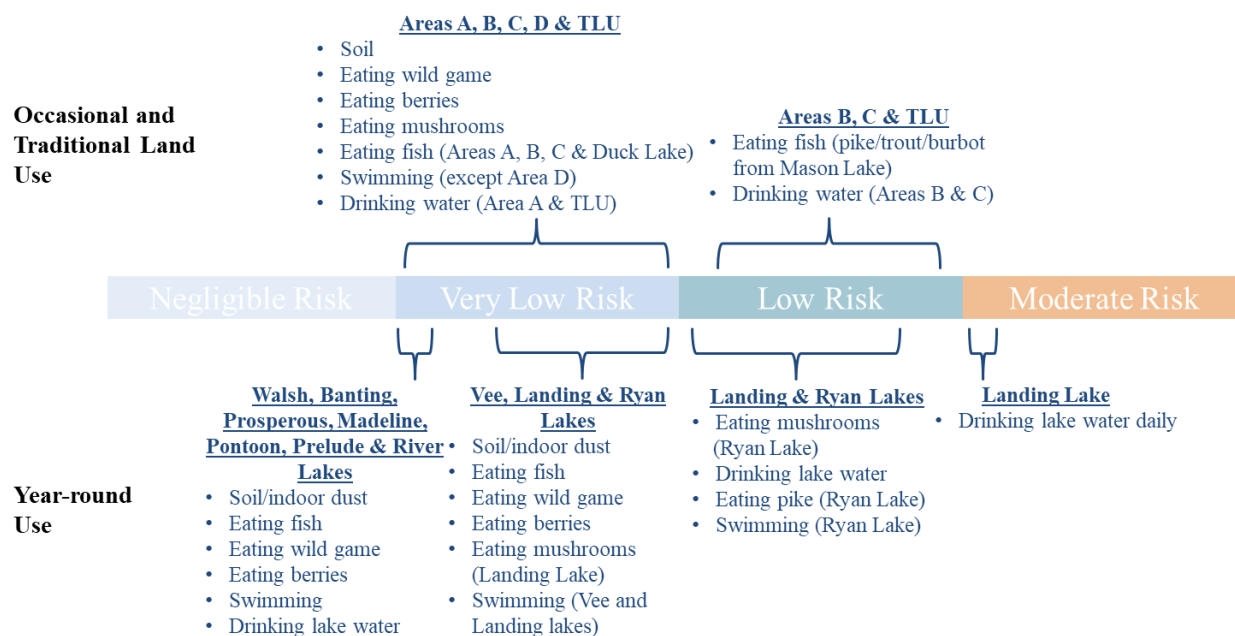 Areas A, B, C, D & TLU
• Soil
• Eating wild game
• Eating berries
• Eating mushrooms
• Eating fish (Areas A, B, C & Duck Lake)
• Swimming (except Area D)
• Drinking water (Area A & TLU)
Occasional and
Traditional Land
Use
Areas B, C & TLU
• Eating fish (pike/trout/burbot
from Mason Lake)
• Drinking water (Areas B & C)
Negligible Risk
Very Low Risk
Low Risk
Moderate Risk
Year-round
Use
Walsh, Banting,
Prosperous, Madeline,
Pontoon, Prelude & River
Lakes
• Soil/indoor dust
• Eating fish
• Eating wild game
• Eating berries
• Swimming
• Drinking lake water
Vee, Landing & Ryan
Lakes
• Soil/indoor dust
• Eating fish
• Eating wild game
• Eating berries
• Eating mushrooms
(Landing Lake)
• Swimming (Vee and
Landing lakes)
Landing & Ryan Lakes
• Eating mushrooms
(Ryan Lake)
• Drinking lake water
• Eating pike (Ryan Lake)
• Swimming (Ryan Lake)
Landing Lake
• Drinking lake water daily